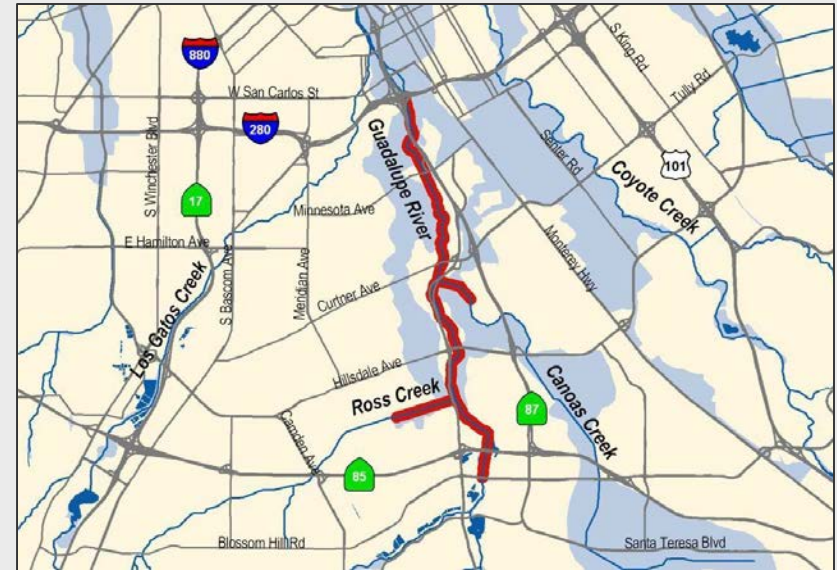 880
W San Carlos St
280
S King Rd
Tully Rd
S Winchester Blvd
Guadalupe River
Senter Rd
101
Coyote Creek
17
Minnesota Ave
E Hamilton Ave
S Bascom Ave
Meridian Ave
Monterey Hwy
Los Gatos Creek
Curtner Ave
Hillsdale Ave
Ross Creek
Canoas Creek
87
Camden Ave
85
Blossom Hill Rd
Santa Teresa Blvd